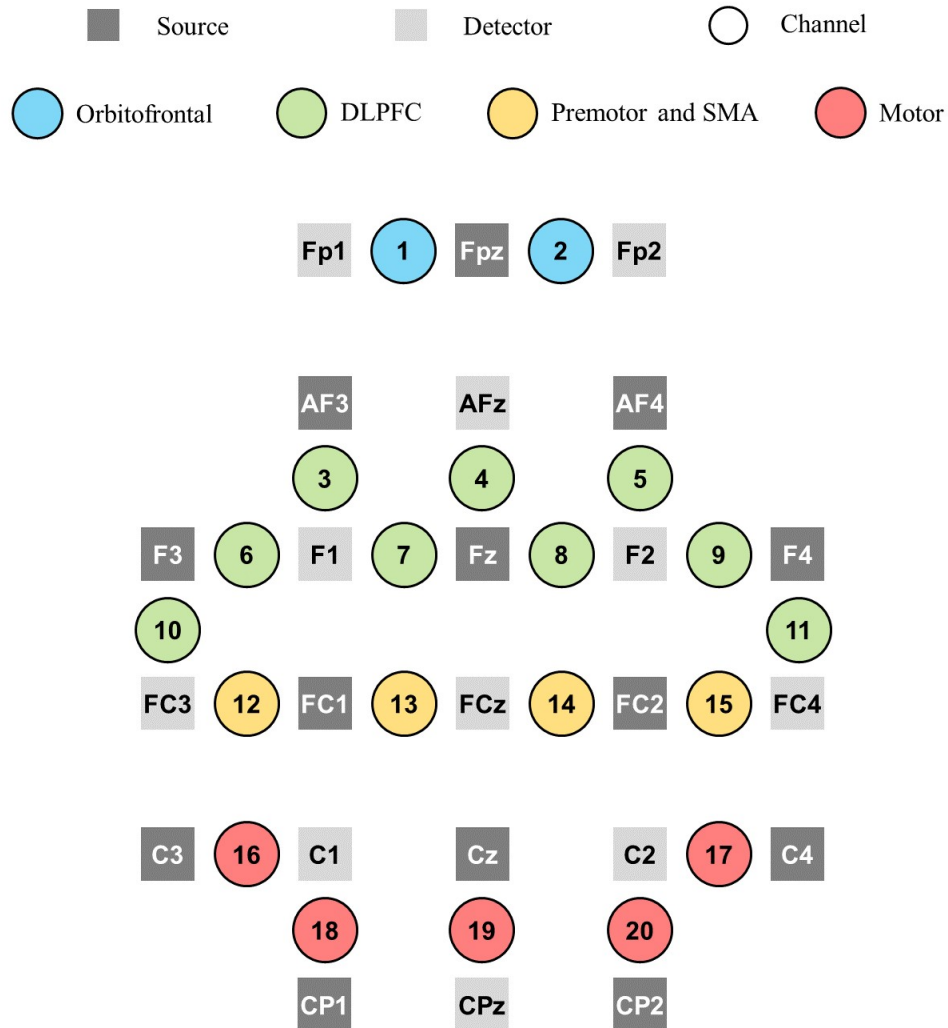 Source Detector Channel
Orbitofrontal DLPFC Premotor and SMA Motor
Fp1 1 Fpz 2 Fp2
AF3 AFz AF4
3 4 5
F3 6 F1 7 Fz 8 F2 9 F4
10 11
FC3 12 FC1 13 FCz 14 FC2 15 FC4
C3 16 C1 Cz C2 17 C4
18 19 20
CP1 CPz CP2